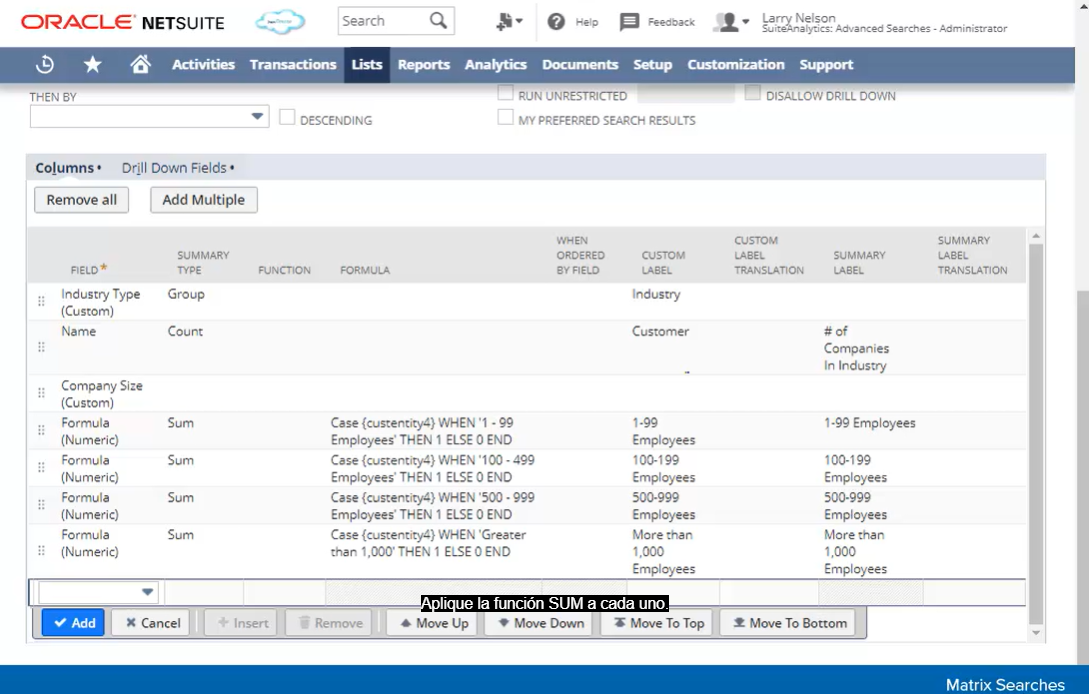 ORACLE NETSUITE
Search
Help
Feedback
Larry Nelson
SuiteAnalytics: Advanced Searches - Administrator
Activities Transactions Lists Reports Analytics Documents Setup Customization Support
THEN BY
DESCENDING
RUN UNRESTRICTED
DISALLOW DRILL DOWN
MY PREFERRED SEARCH RESULTS
Columns • Drill Down Fields •
Remove all Add Multiple
FIELD*
SUMMARY
TYPE
FUNCTION
FORMULA
WHEN
ORDERED
BY FIELD
CUSTOM
LABEL
CUSTOM
LABEL
TRANSLATION
SUMMARY
LABEL
SUMMARY
LABEL
TRANSLATION
Industry Type
(Custom)
Group
Industry
Name
Count
Customer
# of
Companies
In Industry
Company Size
(Custom)
Formula
(Numeric)
Sum
Case {custentity4} WHEN '1 - 99
Employees' THEN 1 ELSE 0 END
1-99
Employees
1-99 Employees
Formula
(Numeric)
Sum
Case {custentity4} WHEN '100 - 499
Employees' THEN 1 ELSE 0 END
100-199
Employees
100-199
Employees
Formula
(Numeric)
Sum
Case {custentity4} WHEN '500 - 999
Employees' THEN 1 ELSE 0 END
500-999
Employees
500-999
Employees
Formula
(Numeric)
Sum
Case {custentity4} WHEN 'Greater
than 1,000' THEN 1 ELSE 0 END
More than
1,000
Employees
More than
1,000
Employees
Aplique la función SUM a cada uno.
Add Cancel Insert Remove Move Up Move Down Move To Top Move To Bottom
Matrix Searches